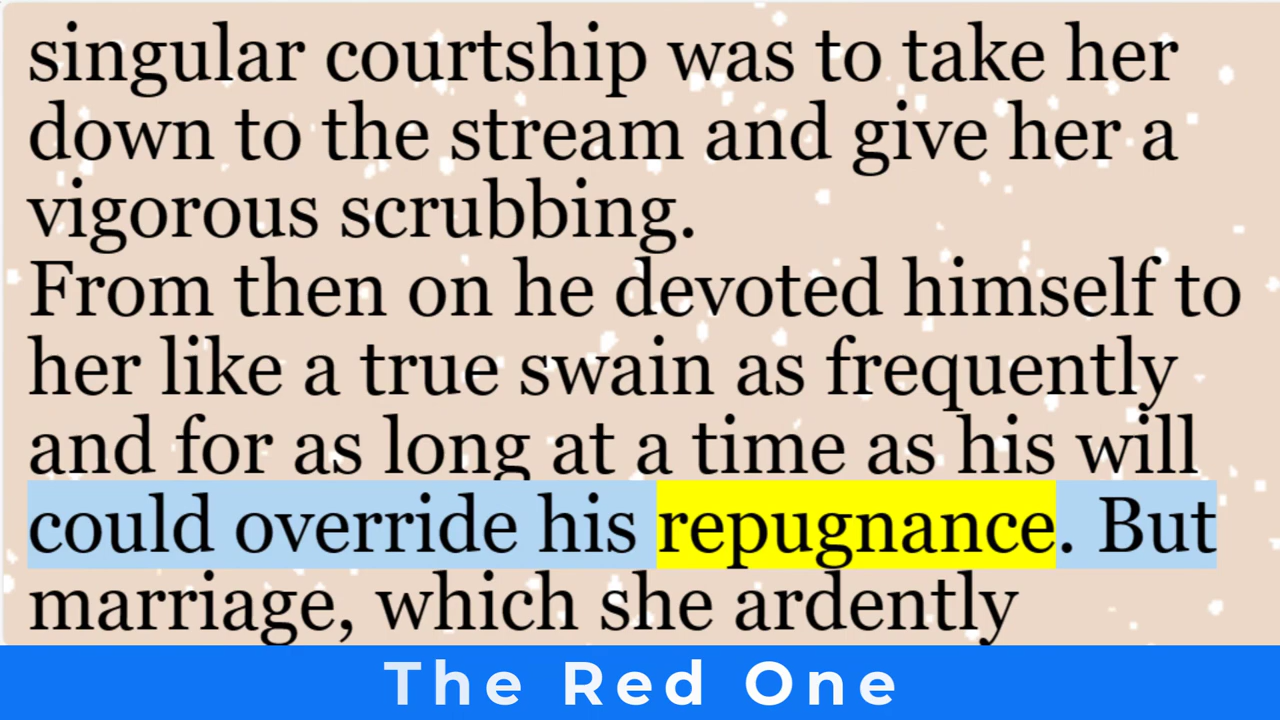 singular courtship was to take her
down to the stream and give her a
vigorous scrubbing.
From then on he devoted himself to
her like a true swain as frequently
and for as long at a time as his will
could override his repugnance. But
marriage, which she ardently
The Red One